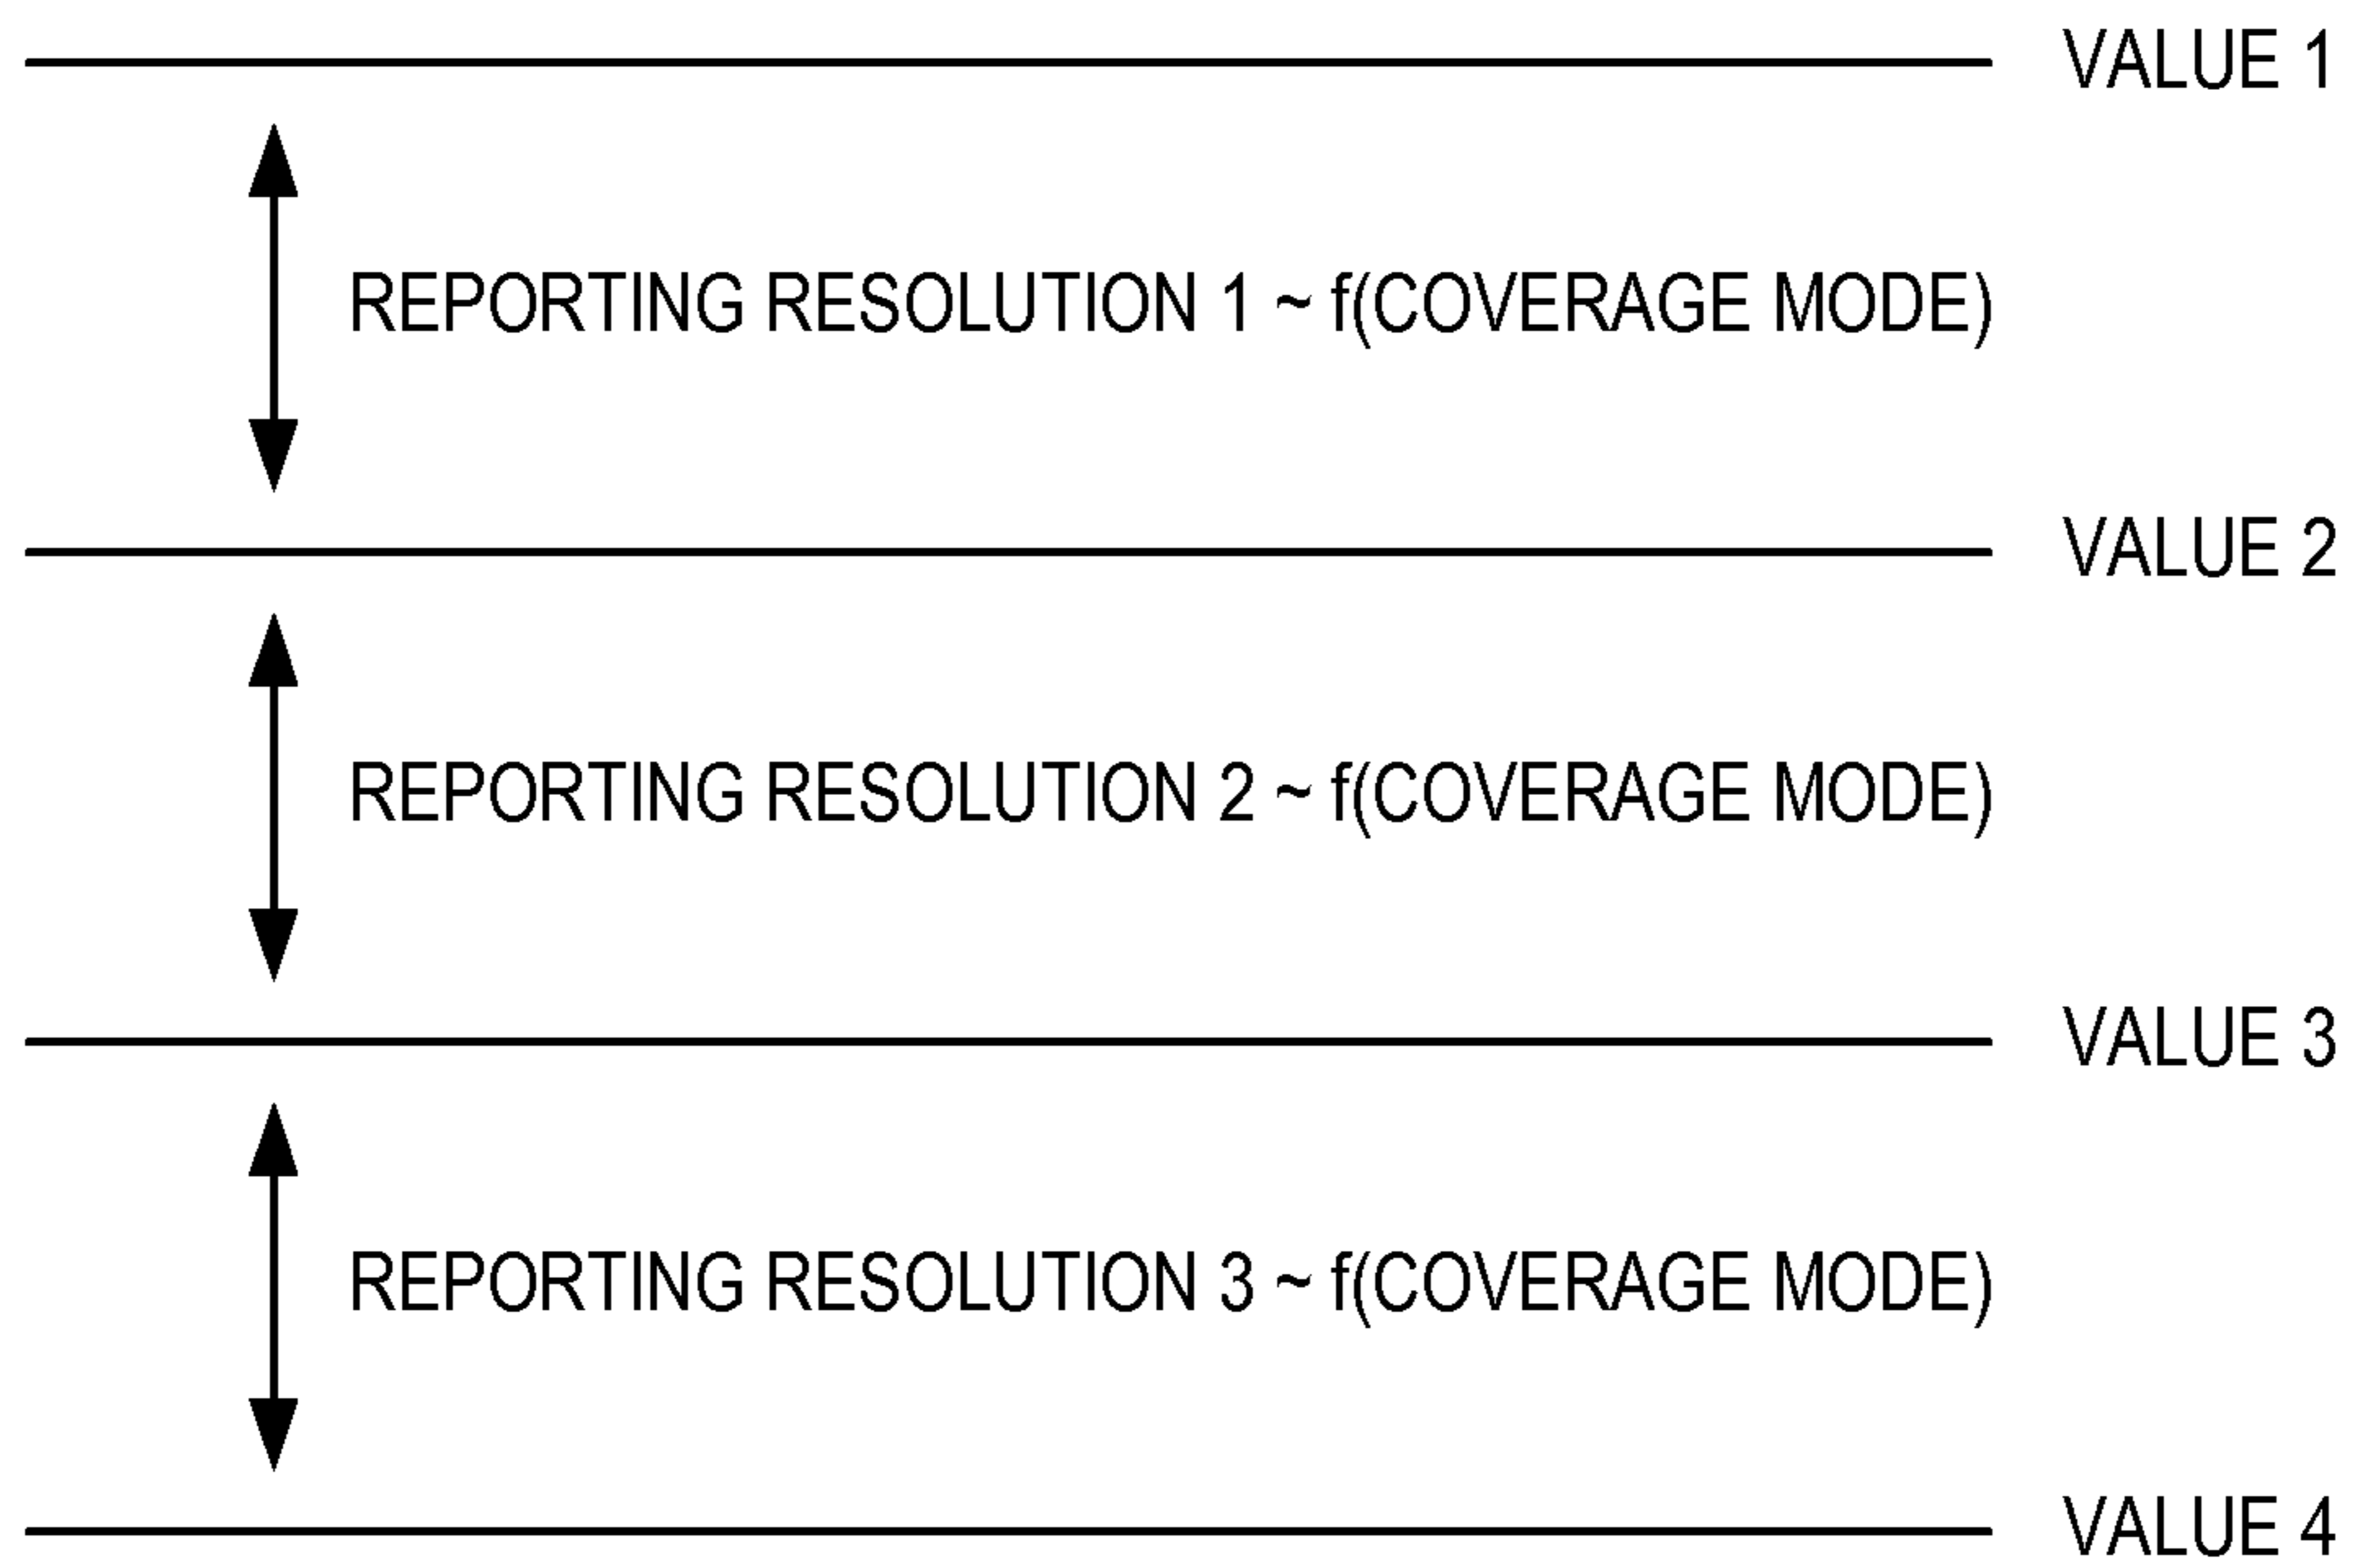 VALUE 1
REPORTING RESOLUTION 1 ~ f(COVERAGE MODE)
VALUE 2
REPORTING RESOLUTION 2 ~ f(COVERAGE MODE)
VALUE 3
REPORTING RESOLUTION 3 ~ f(COVERAGE MODE)
VALUE 4